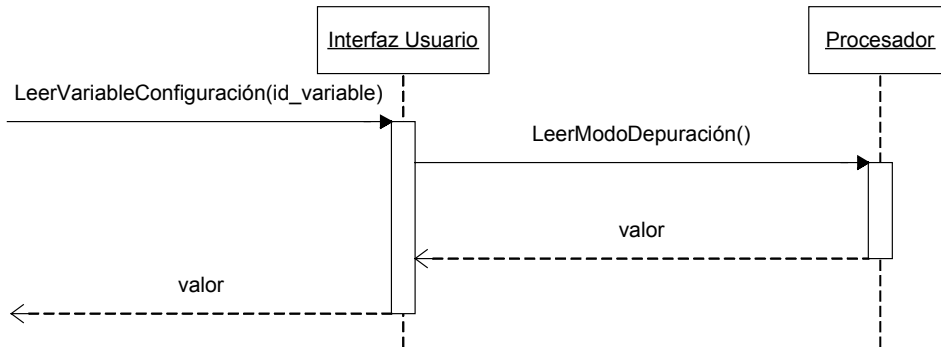 Interfaz Usuario
Procesador
LeerVariableConfiguración(id_variable)
LeerModoDepuración()
valor
valor